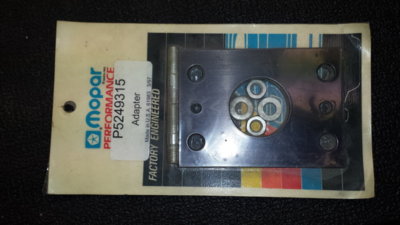 Mopar
PERFORMANCE
P5249315
Adapter
FACTORY ENGINEERED